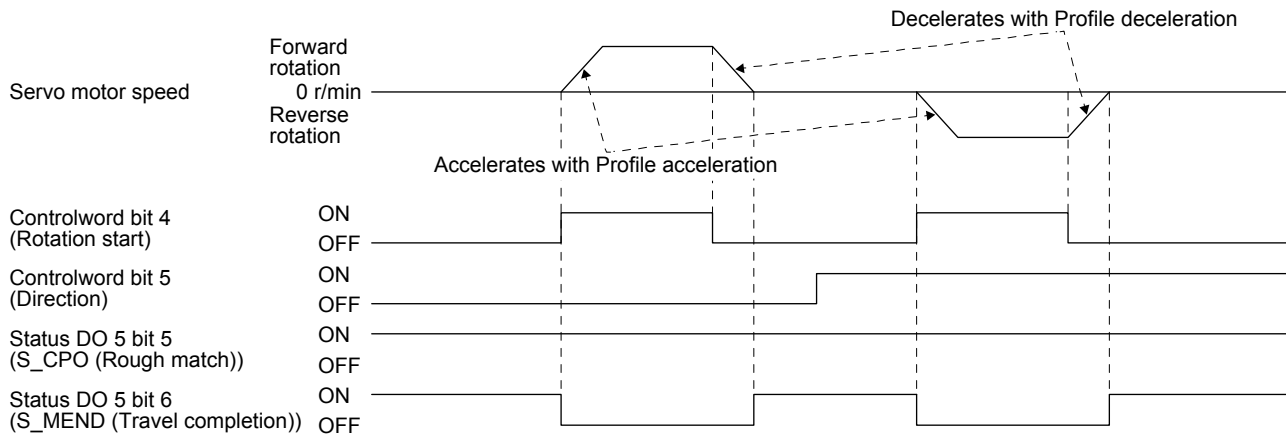 Decelerates with Profile deceleration
Forward
rotation
Servo motor speed
0 r/min
Reverse
rotation
Accelerates with Profile acceleration
Controlword bit 4
(Rotation start)
ON
OFF
Controlword bit 5
(Direction)
ON
OFF
Status DO 5 bit 5
(S_CPO (Rough match))
ON
OFF
Status DO 5 bit 6
(S_MEND (Travel completion))
ON
OFF